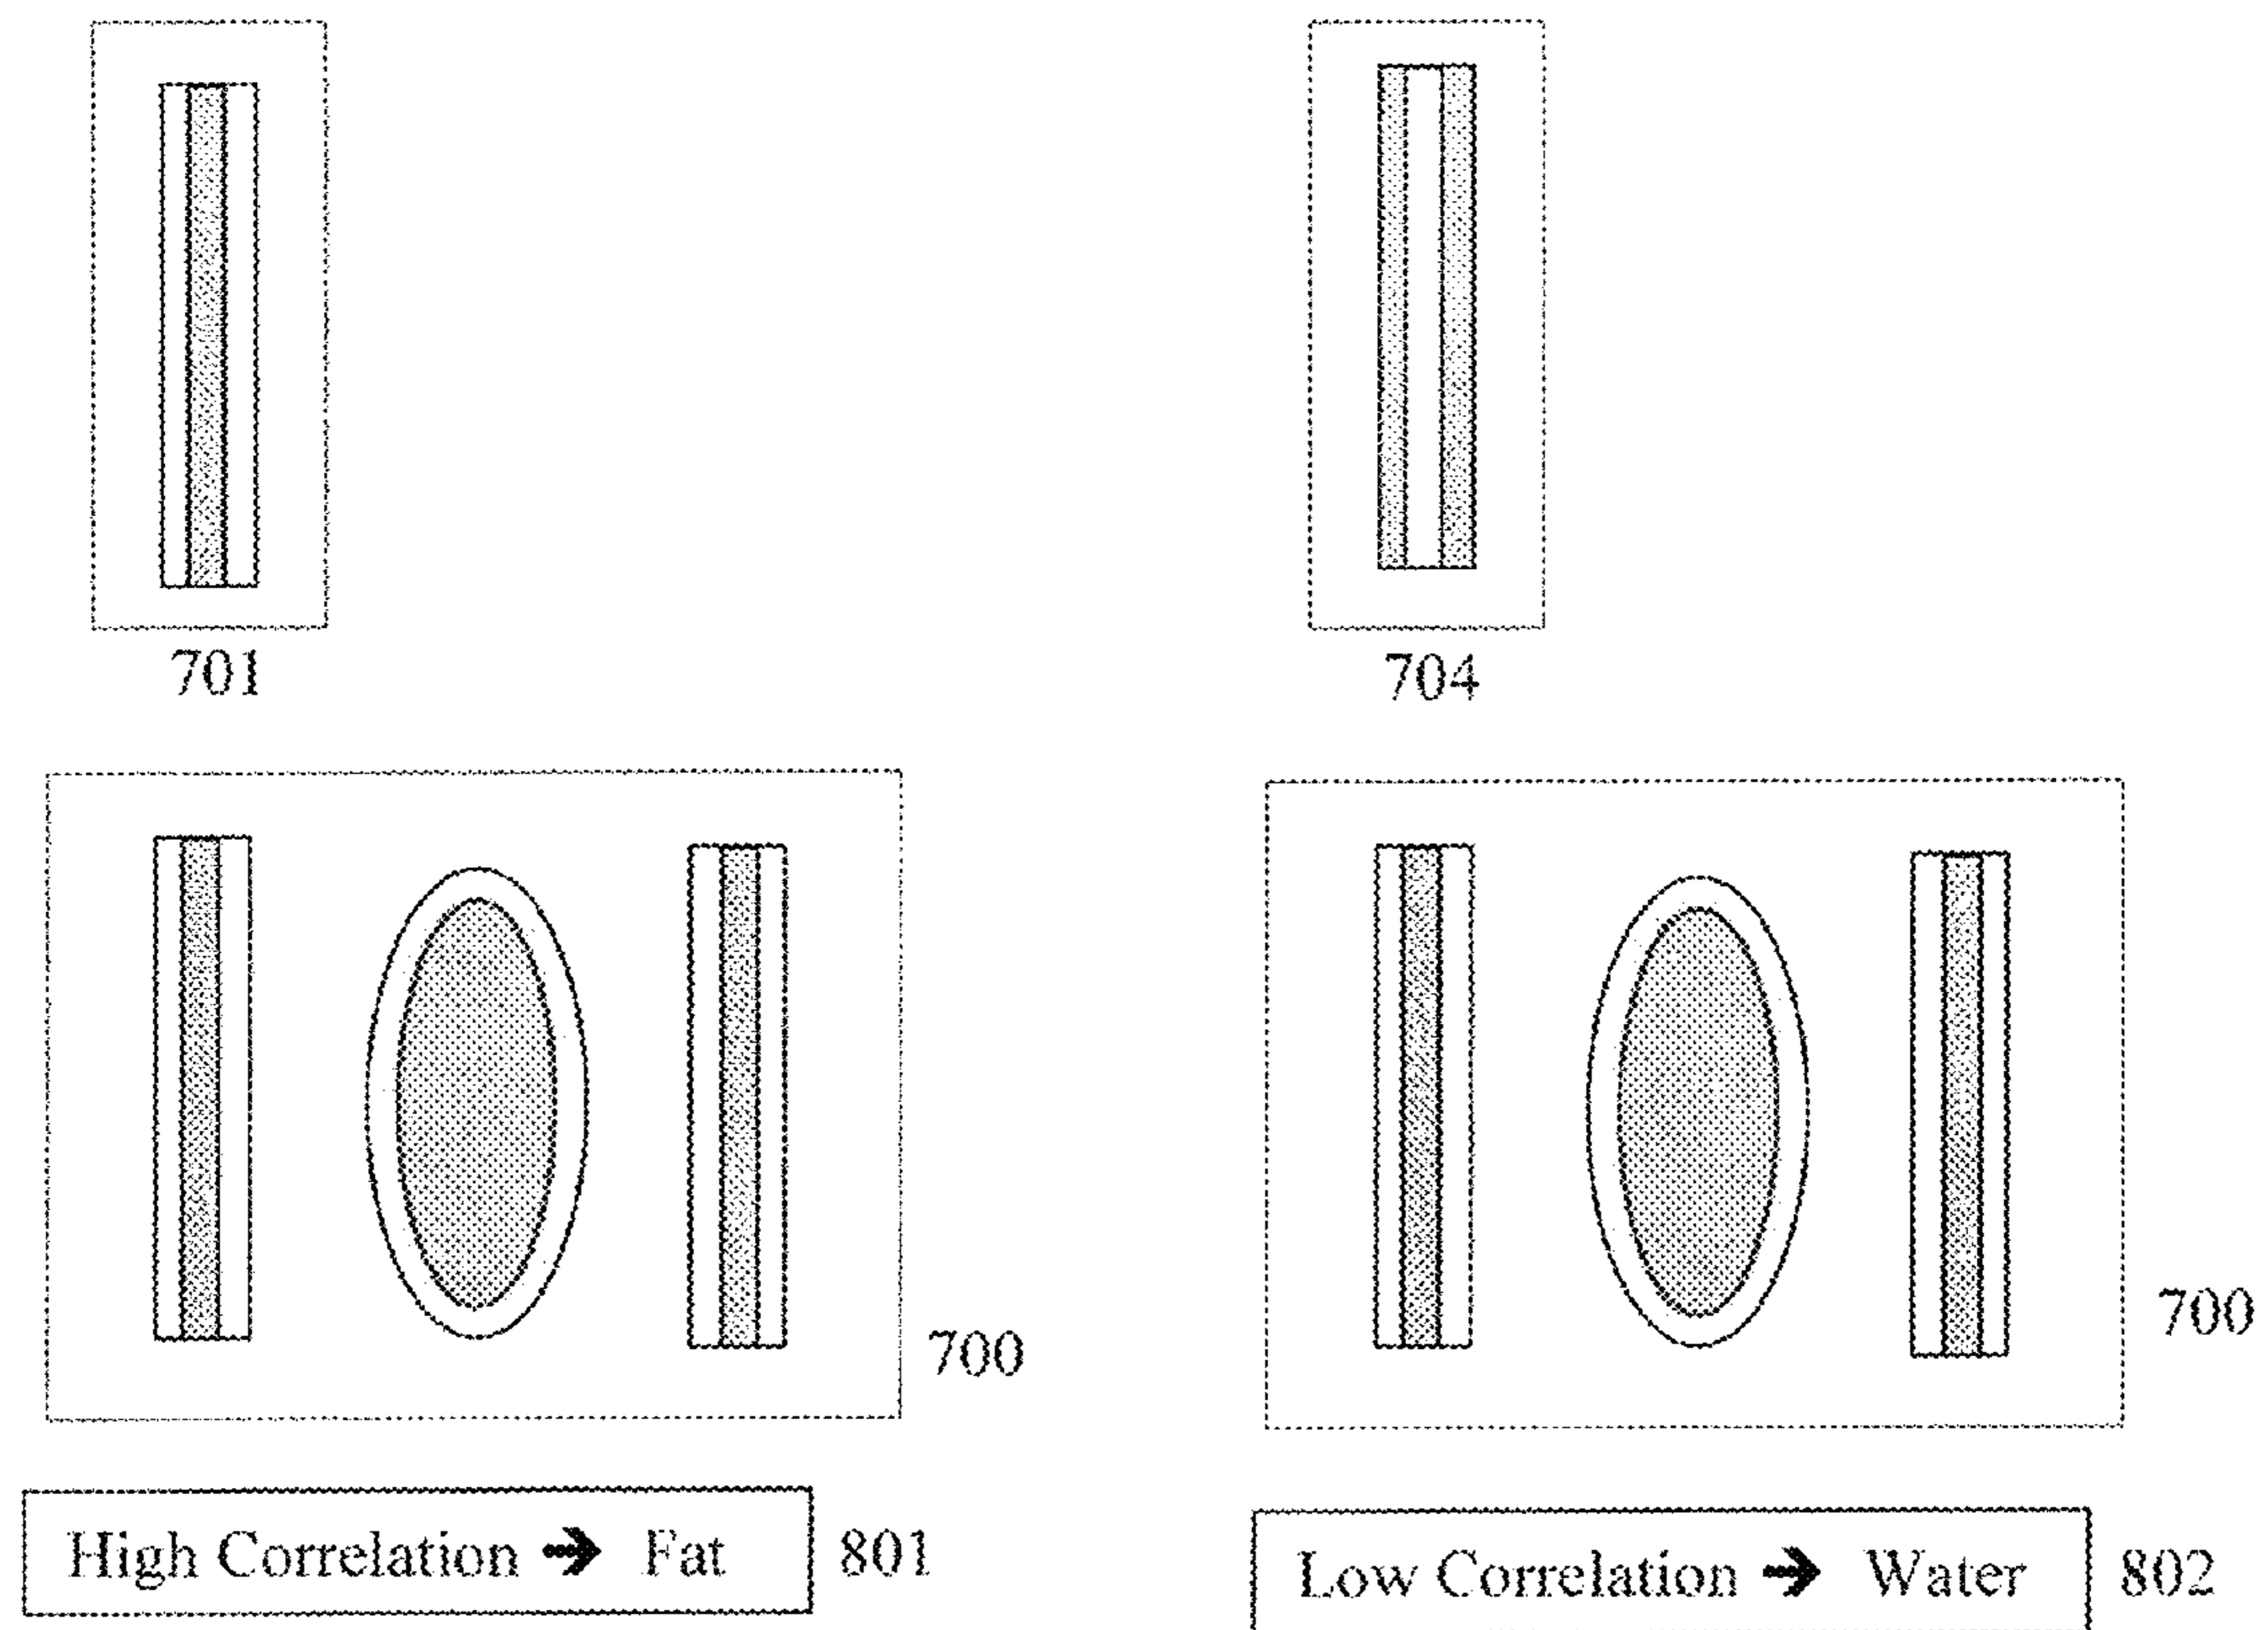 701
704
700
700
High Correlation ➔ Fat 801
Low Correlation ➔ Water 802